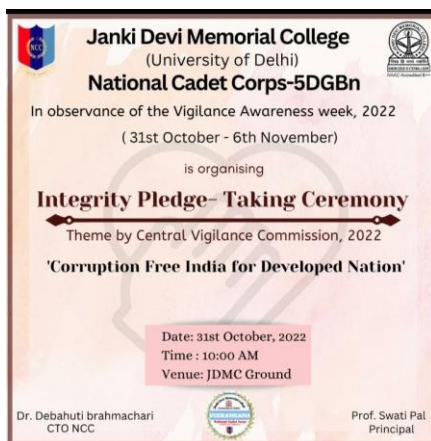 NCC
Janki Devi Memorial College
(University of Delhi)
National Cadet Corps-5DGBn
In observance of the Vigilance Awareness week, 2022
( 31st October - 6th November)
is organising
Integrity Pledge- Taking Ceremony
Theme by Central Vigilance Commission, 2022
'Corruption Free India for Developed Nation'
Date: 31st October, 2022
Time : 10:00 AM
Venue: JDMC Ground
Dr. Debahuti brahmachari
CTO NCC
Prof. Swati Pal
Principal